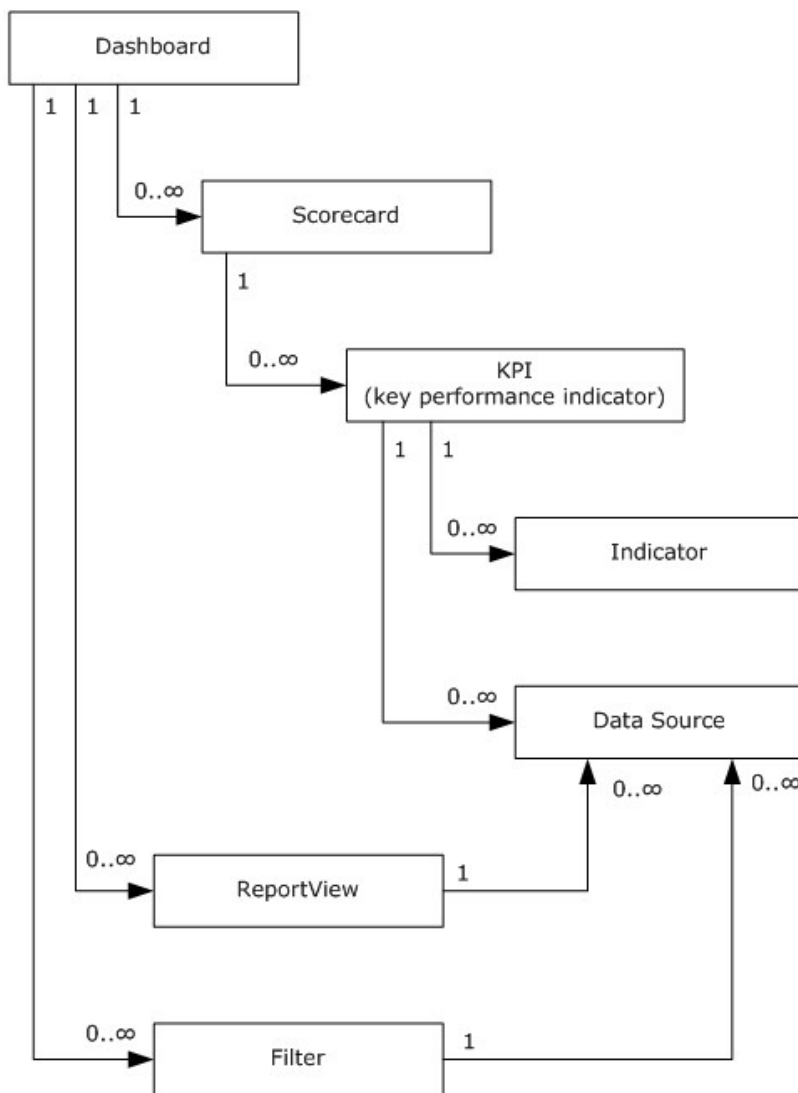 Dashboard
1 1 1
0..∞
Scorecard
1
0..∞
KPI
(key performance indicator)
1 1
0..∞
Indicator
0..∞
Data Source
0..∞ 0..∞
0..∞
ReportView
1
0..∞
Filter
1